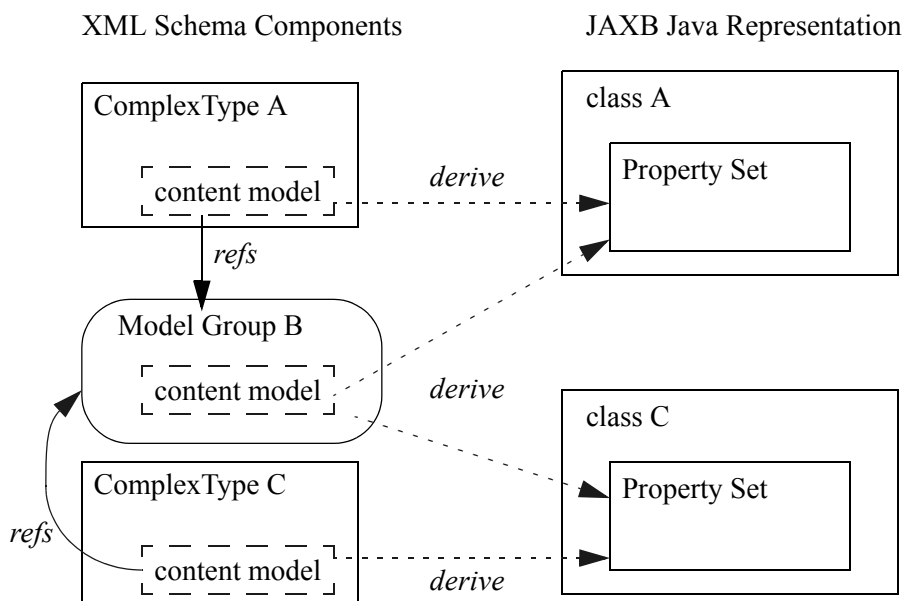 XML Schema Components
JAXB Java Representation
ComplexType A
content model
refs
derive
class A
Property Set
Model Group B
content model
derive
class C
Property Set
ComplexType C
refs
content model
derive